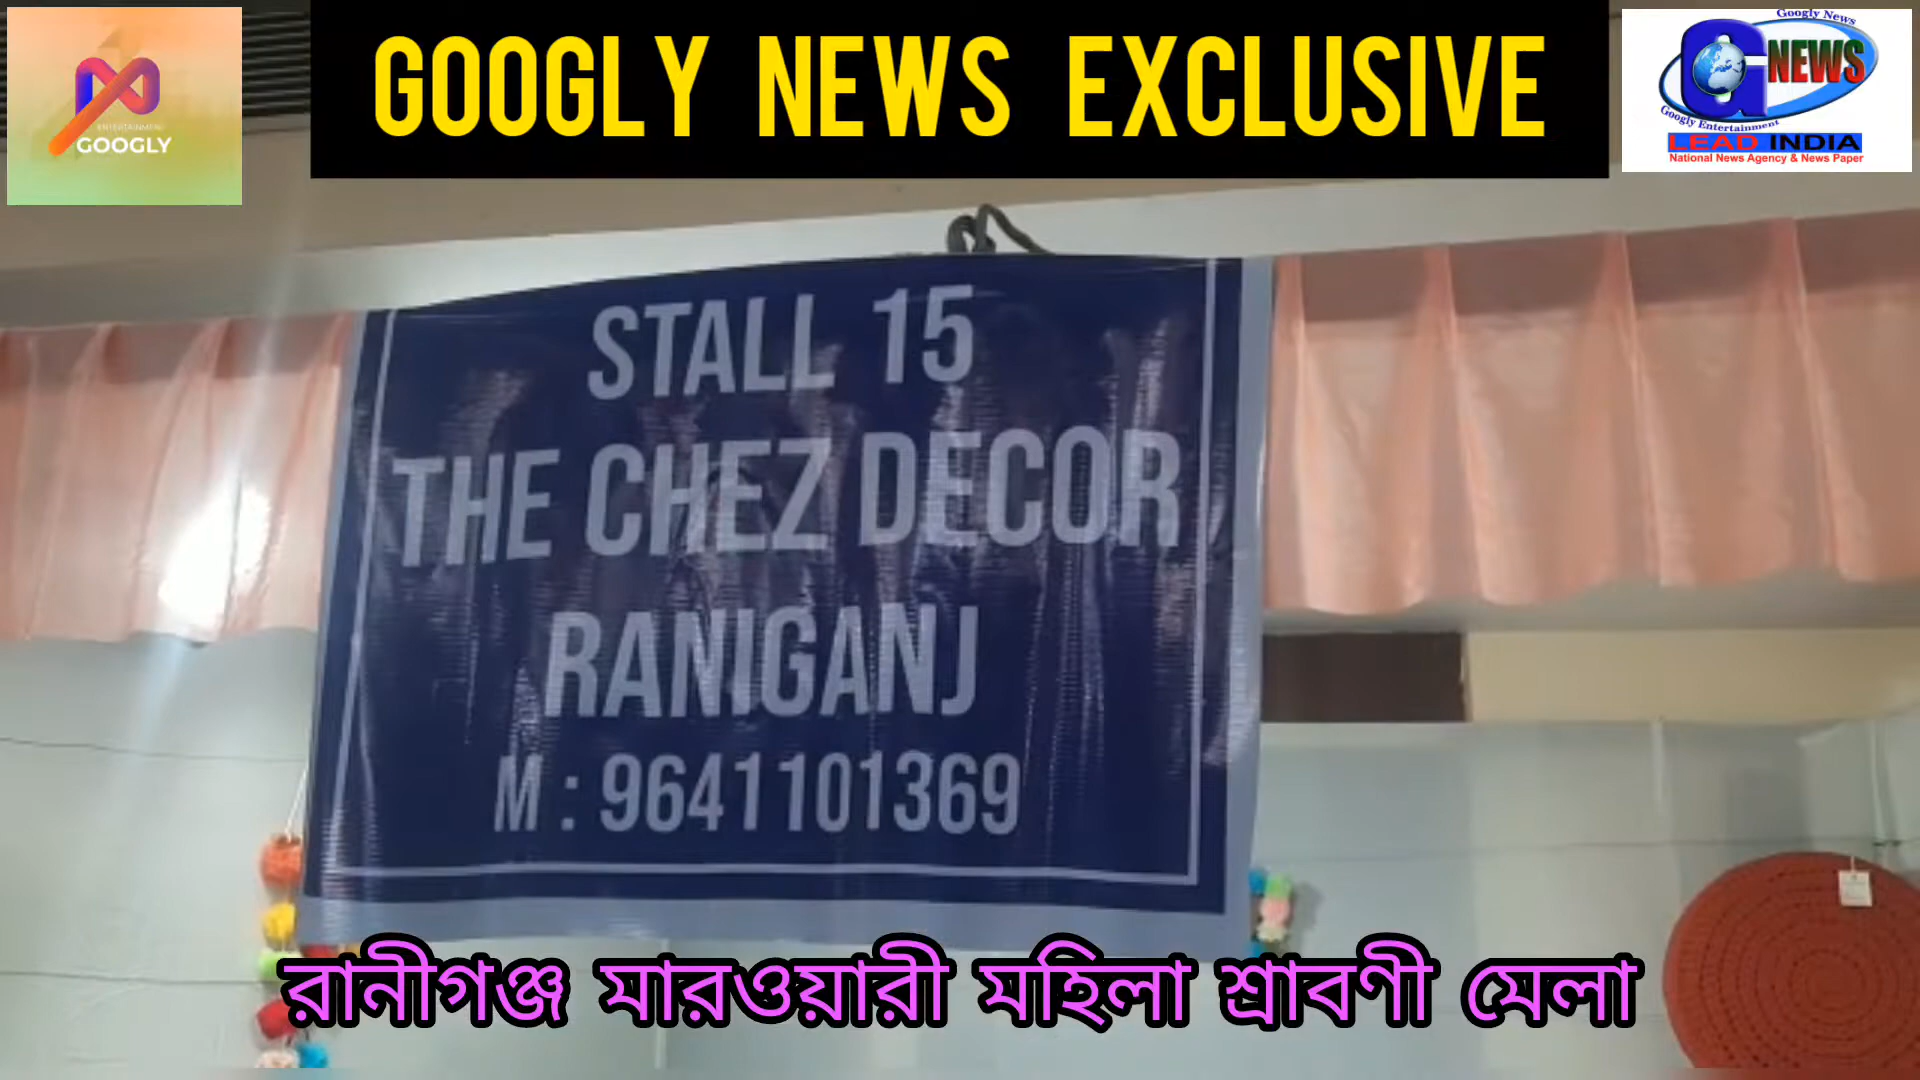 GOOGLY NEWS EXCLUSIVE
ENTERTAINMENT
GOOGLY
Googly News
G NEWS
Googly Entertainment
LEAD INDIA
National News Agency & News Paper
STALL 15
THE CHEZ DECOR
RANIGANJ
M : 9641101369
রানীগঞ্জ মারওয়ারী মহিলা শ্রাবণী মেলা